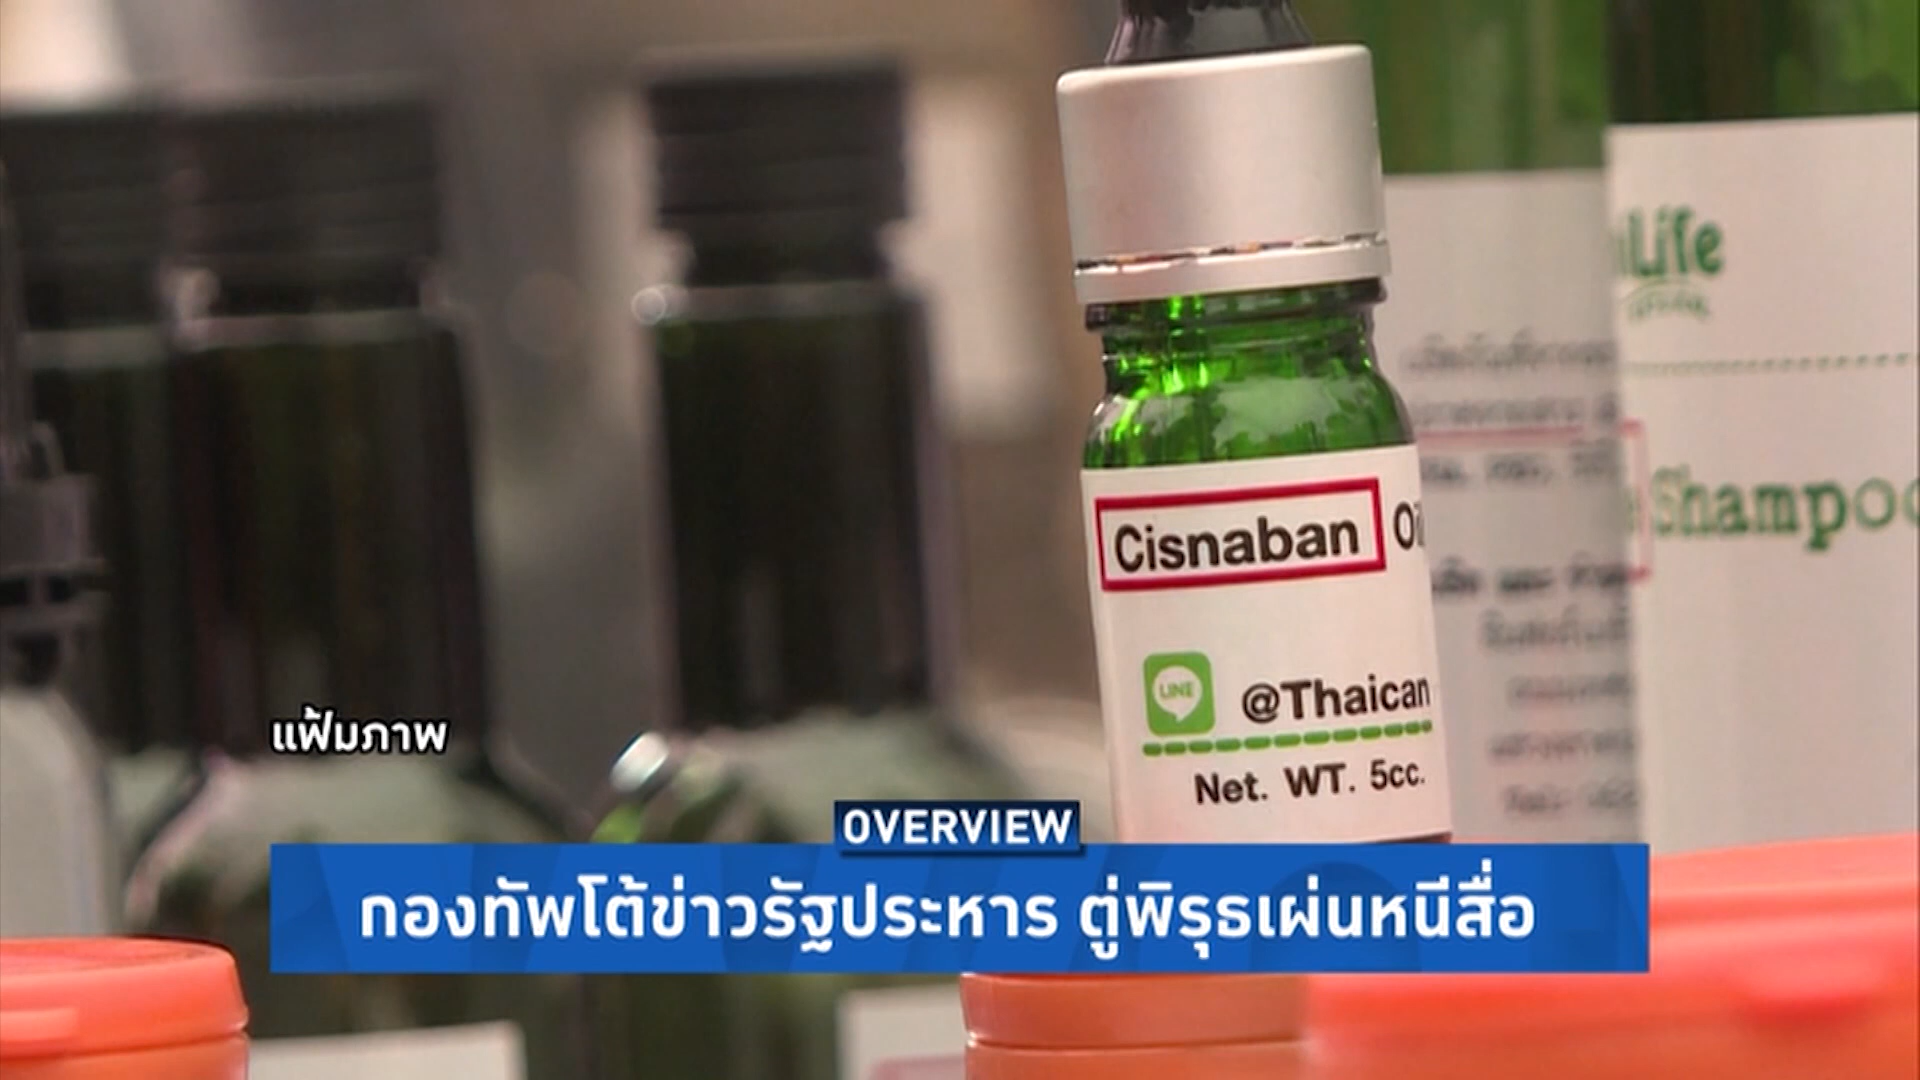 Life
Shampoo
Cisnaban Oi
LINE @Thaican
Net. WT. 5cc.
แฟ้มภาพ
OVERVIEW
กองทัพโต้ข่าวรัฐประหาร ตู่พิรุธเผ่นหนีสื่อ